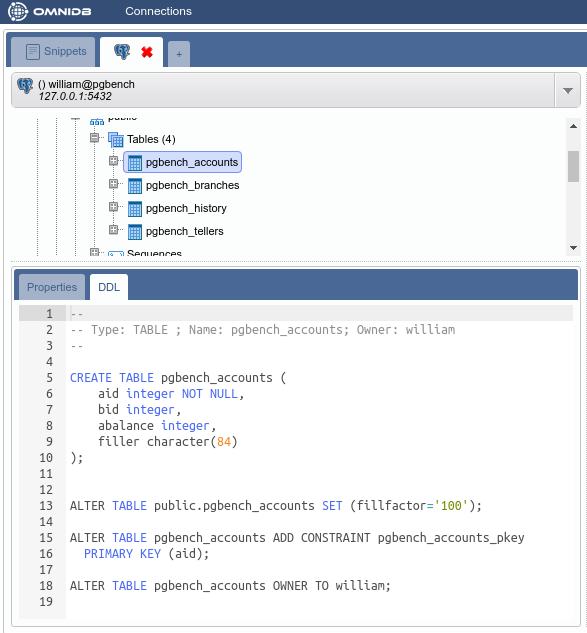 OMNIDB Connections
Snippets +
() william@pgbench
127.0.0.1:5432
public
Tables (4)
pgbench_accounts
pgbench_branches
pgbench_history
pgbench_tellers
Sequences
Properties DDL
1 --
2 -- Type: TABLE ; Name: pgbench_accounts; Owner: william
3 --
4
5 CREATE TABLE pgbench_accounts (
6     aid integer NOT NULL,
7     bid integer,
8     abalance integer,
9     filler character(84)
10 );
11
12
13 ALTER TABLE public.pgbench_accounts SET (fillfactor='100');
14
15 ALTER TABLE pgbench_accounts ADD CONSTRAINT pgbench_accounts_pkey
16   PRIMARY KEY (aid);
17
18 ALTER TABLE pgbench_accounts OWNER TO william;
19